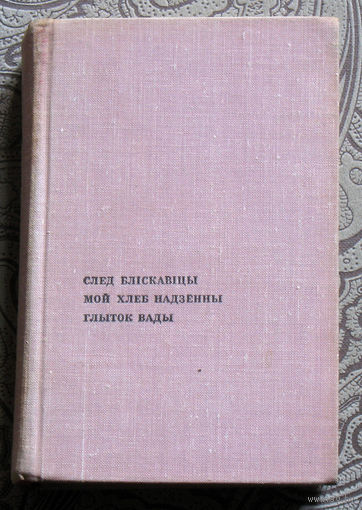 СЛЕД БЛІСКАВІЦЫ
МОЙ ХЛЕБ НАДЗЕННЫ
ГЛЫТОК ВАДЫ